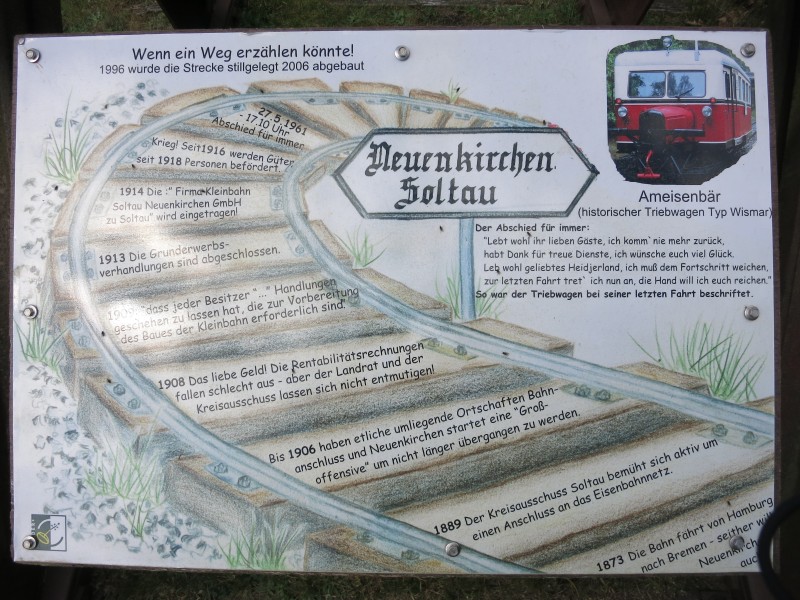 Wenn ein Weg erzählen könnte!
1996 wurde die Strecke stillgelegt 2006 abgebaut
27.5.1961
- 17.10 Uhr
Abschied für immer
Krieg! Seit 1916 werden Güter
seit 1918 Personen befördert.
1914 Die :" Firma Kleinbahn
Soltau Neuenkirchen GmbH
zu Soltau" wird eingetragen!
1913 Die Grunderwerbs-
verhandlungen sind abgeschlossen.
"dass jeder Besitzer "..." Handlungen
geschehen zu lassen hat, die zur Vorbereitung
des Baues der Kleinbahn erforderlich sind.
1908 Das liebe Geld! Die Rentabilitätsrechnungen
fallen schlecht aus - aber der Landrat und der
Kreisausschuss lassen sich nicht entmutigen!
Bis 1906 haben etliche umliegende Ortschaften Bahn-
anschluss und Neuenkirchen startet eine "Groß-
offensive" um nicht länger übergangen zu werden.
1889 Der Kreisausschuss Soltau bemüht sich aktiv um
einen Anschluss an das Eisenbahnnetz.
1873 Die Bahn fährt von Hamburg
nach Bremen - seither
Neuenkirchen
Neuenkirchen
Soltau
Ameisenbär
(historischer Triebwagen Typ Wismar)
Der Abschied für immer:
"Lebt wohl ihr lieben Gäste, ich komm`nie mehr zurück,
habt Dank für treue Dienste, ich wünsche euch viel Glück.
Leb wohl geliebtes Heidjerland, ich muß dem Fortschritt weichen,
zur letzten Fahrt tret` ich nun an, die Hand will ich euch reichen."
So war der Triebwagen bei seiner letzten Fahrt beschriftet.